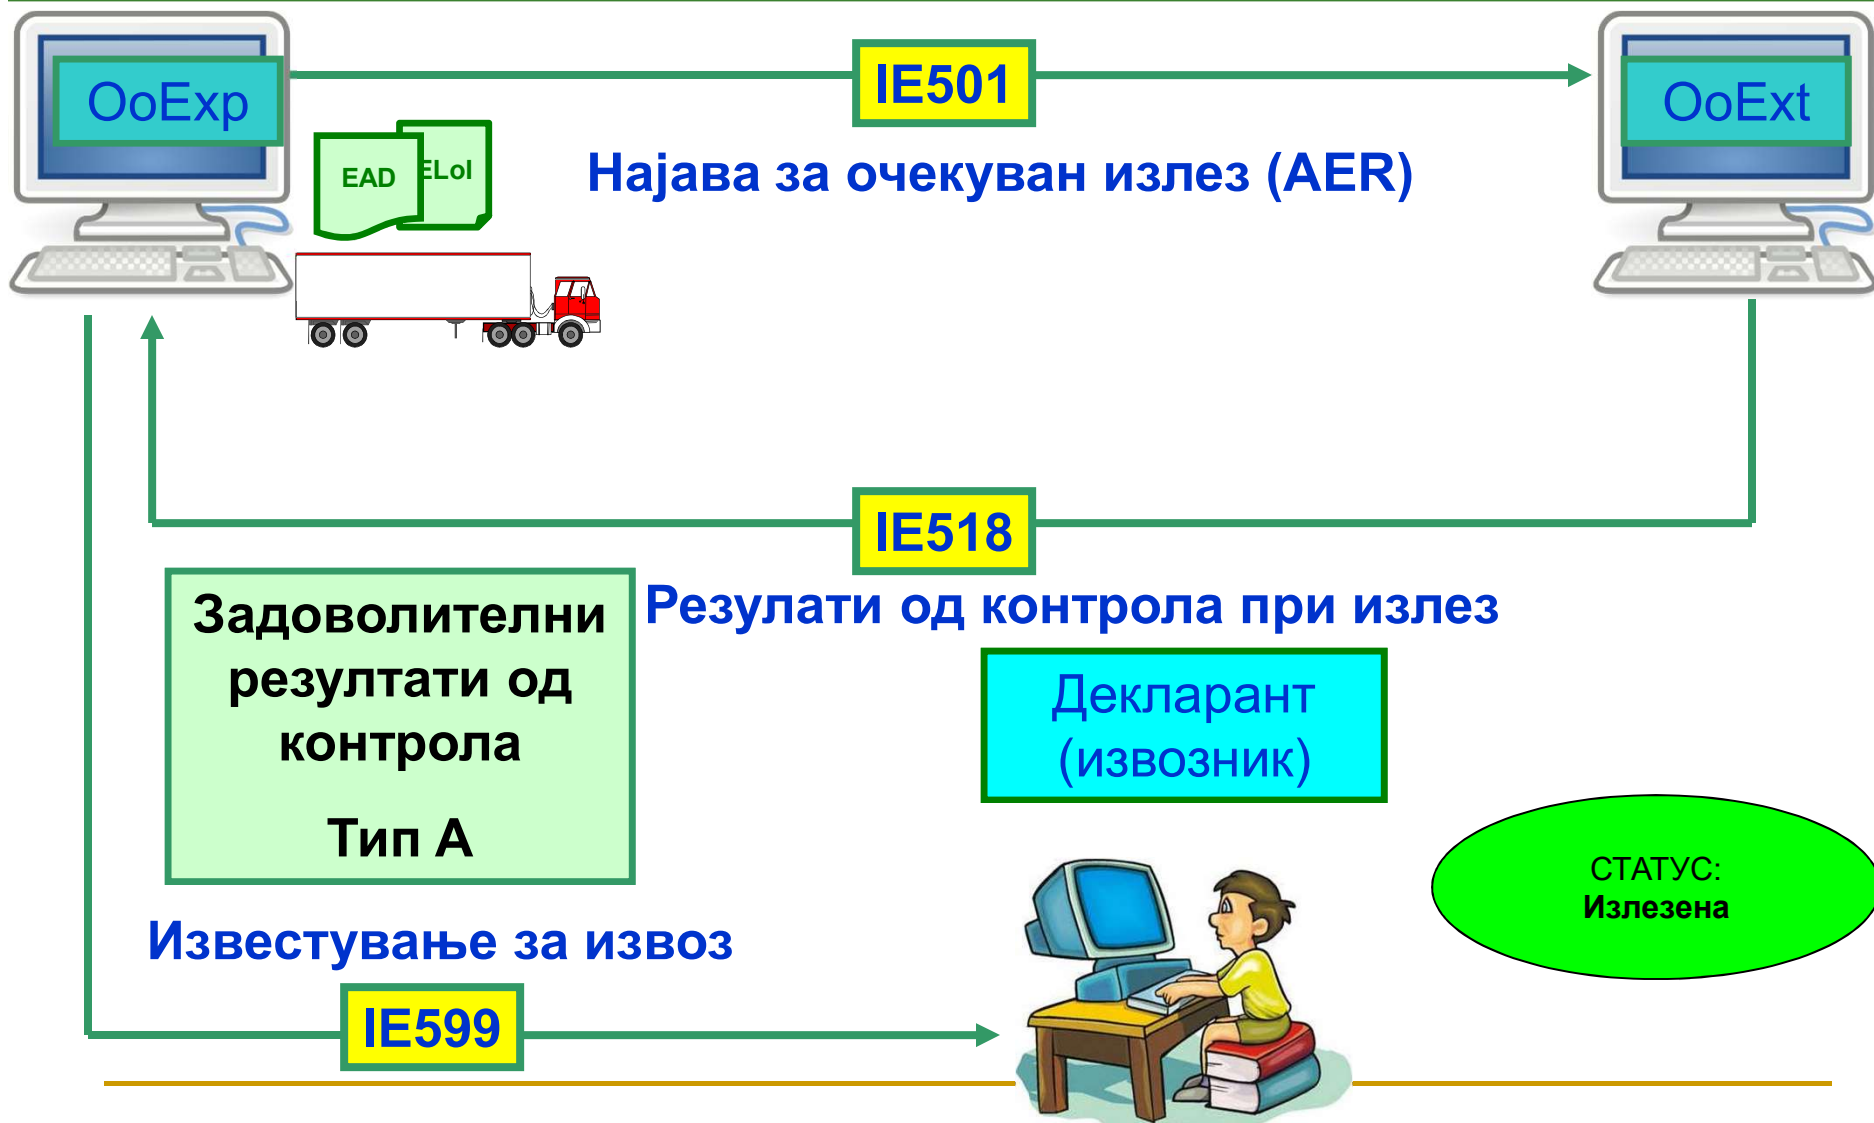 OoExp
IE501
OoExt
EAD
ELoI
Најава за очекуван излез (AER)
IE518
Резулати од контрола при излез
Задоволителни
резултати од
контрола
Тип А
Декларант
(извозник)
СТАТУС:
Излезена
Известување за извоз
IE599